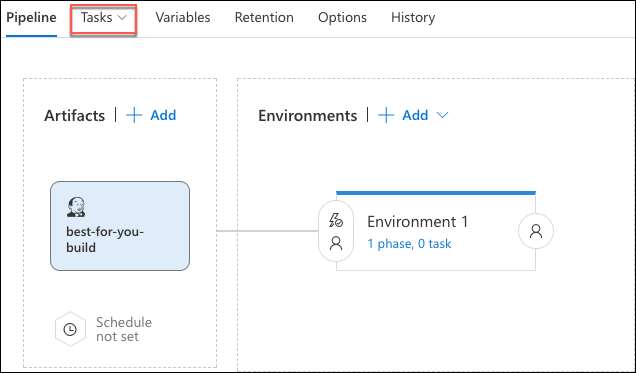 Pipeline Tasks Variables Retention Options History
Artifacts | + Add
Environments | + Add
best-for-you-
build
Environment 1
1 phase, 0 task
Schedule
not set